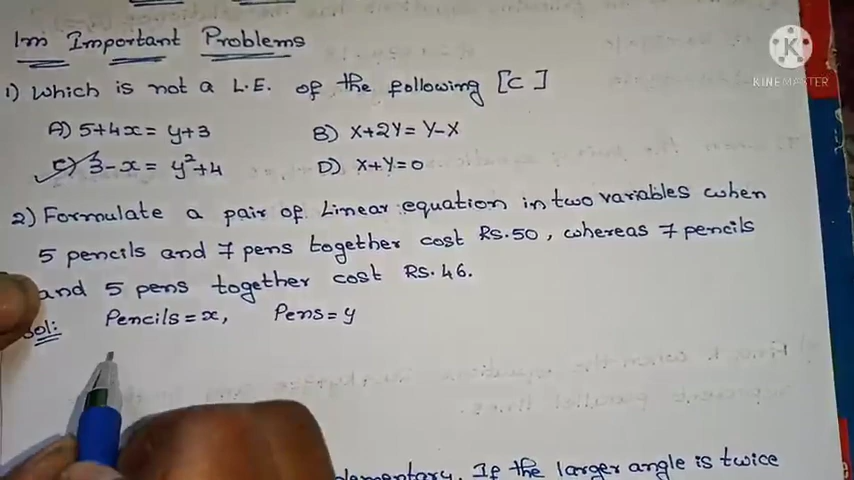 1m Important Problems
K
KINEMASTER
1) Which is not a L.E. of the following [C]
A) 5+4x = y+3 B) X+2Y = Y-X
C) 3-x = y²+4 D) X+Y=0
2) Formulate a pair of Linear equation in two variables when
5 pencils and 7 pens together cost Rs.50, whereas 7 pencils
and 5 pens together cost Rs.46.
Sol: Pencils = x, Pens = y
If the larger angle is twice